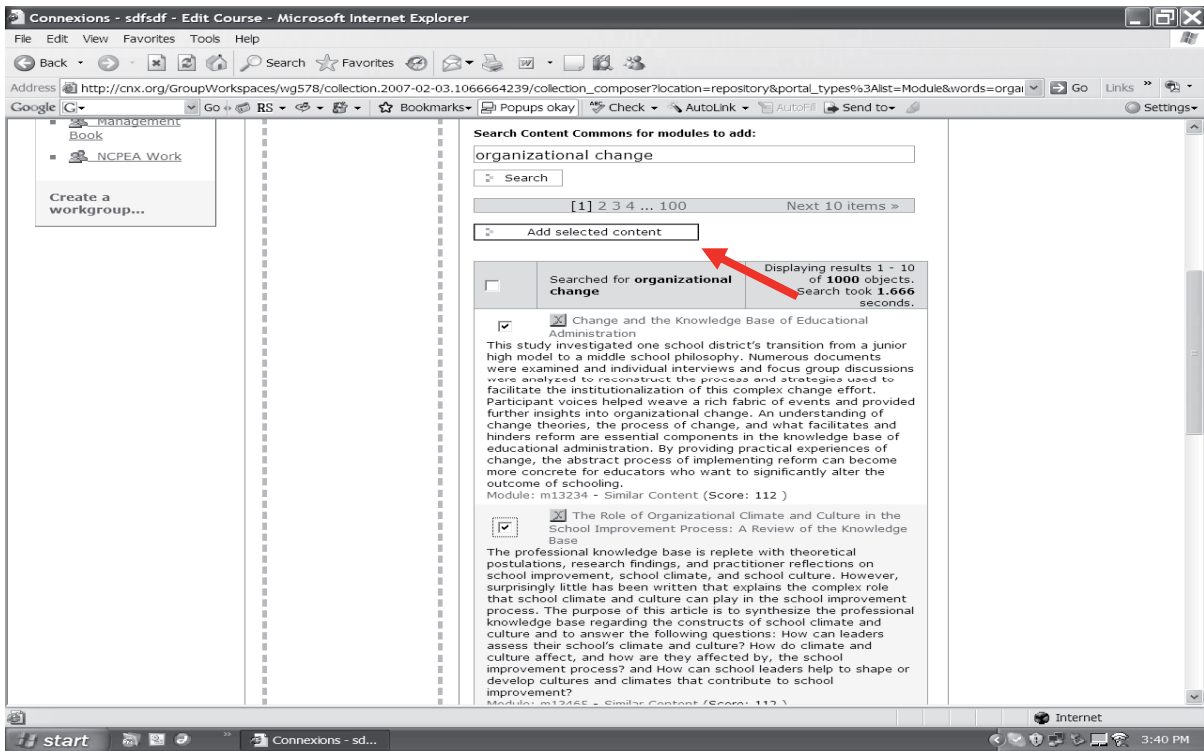 Connexions - sdfsdf - Edit Course - Microsoft Internet Explorer
File Edit View Favorites Tools Help
Back Search Favorites
Address http://cnx.org/GroupWorkspaces/wg578/collection.2007-02-03.1066664239/collection_composer?location=repository&portal_types%3Alist=Module&words=orgai Go Links »
Google G Go RS Bookmarks Popups okay Check AutoLink AutoFill Send to Settings
Management
Book
NCPEA Work
Create a
workgroup...
Search Content Commons for modules to add:
organizational change
Search
[1] 2 3 4 ... 100 Next 10 items »
Add selected content
Searched for organizational
change
Displaying results 1 - 10
of 1000 objects.
Search took 1.666
seconds.
Change and the Knowledge Base of Educational
Administration
This study investigated one school district's transition from a junior
high model to a middle school philosophy. Numerous documents
were examined and individual interviews and focus group discussions
were analyzed to reconstruct the process and strategies used to
facilitate the institutionalization of this complex change effort.
Participant voices helped weave a rich fabric of events and provided
further insights into organizational change. An understanding of
change theories, the process of change, and what facilitates and
hinders reform are essential components in the knowledge base of
educational administration. By providing practical experiences of
change, the abstract process of implementing reform can become
more concrete for educators who want to significantly alter the
outcome of schooling.
Module: m13234 - Similar Content (Score: 112 )
The Role of Organizational Climate and Culture in the
School Improvement Process: A Review of the Knowledge
Base
The professional knowledge base is replete with theoretical
postulations, research findings, and practitioner reflections on
school improvement, school climate, and school culture. However,
surprisingly little has been written that explains the complex role
that school climate and culture can play in the school improvement
process. The purpose of this article is to synthesize the professional
knowledge base regarding the constructs of school climate and
culture and to answer the following questions: How can leaders
assess their school's climate and culture? How do climate and
culture affect, and how are they affected by, the school
improvement process? and How can school leaders help to shape or
develop cultures and climates that contribute to school
improvement?
Module: m13465 - Similar Content (Score: 112 )
Internet
start » Connexions - sd... 3:40 PM